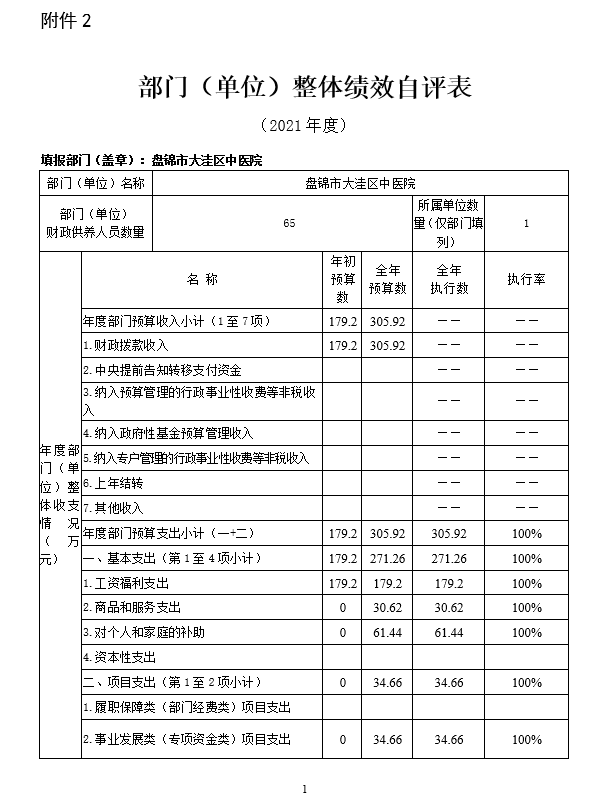 附件 2
部门（单位）整体绩效自评表
（2021 年度）
填报部门（盖章）：盘锦市大洼区中医院
部门（单位）名称 盘锦市大洼区中医院
部门（单位）
财政供养人员数量 65 所属单位数
量（仅部门填
列） 1
年度部
门（单
位）整
体收支
情况
（万
元）
名 称 年初
预算
数 全年
预算数 全年
执行数 执行率
年度部门预算收入小计（1 至 7 项） 179.2 305.92 —— ——
1.财政拨款收入 179.2 305.92 —— ——
2.中央提前告知转移支付资金 —— ——
3.纳入预算管理的行政事业性收费等非税收
入 —— ——
4.纳入政府性基金预算管理收入 —— ——
5.纳入专户管理的行政事业性收费等非税收入 —— ——
6.上年结转 —— ——
7.其他收入 —— ——
年度部门预算支出小计（一+二） 179.2 305.92 305.92 100%
一、基本支出（第 1 至 4 项小计） 179.2 271.26 271.26 100%
1.工资福利支出 179.2 179.2 179.2 100%
2.商品和服务支出 0 30.62 30.62 100%
3.对个人和家庭的补助 0 61.44 61.44 100%
4.资本性支出
二、项目支出（第 1 至 2 项小计） 0 34.66 34.66 100%
1.履职保障类（部门经费类）项目支出
2.事业发展类（专项资金类）项目支出 0 34.66 34.66 100%
1